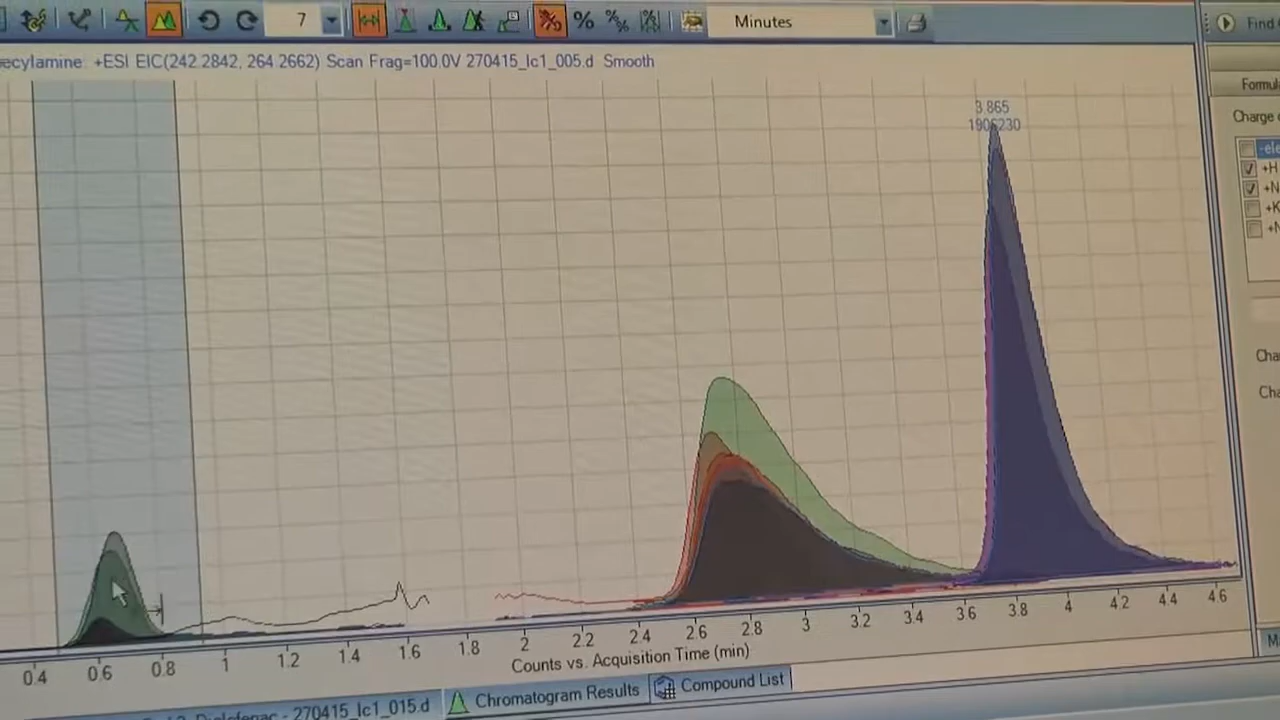 7
Minutes
Find
ecylamine: +ESI EIC(242.2842, 264.2662) Scan Frag=100.0V 270415_lc1_005.d Smooth
Charge
+H
3.865
1906230
0.4 0.6 0.8 1 1.2 1.4 1.6 1.8 2 2.2 2.4 2.6 2.8 3 3.2 3.4 3.6 3.8 4 4.2 4.4 4.6
Counts vs. Acquisition Time (min)
Diclofenac - 270415_lc1_015.d
Chromatogram Results
Compound List